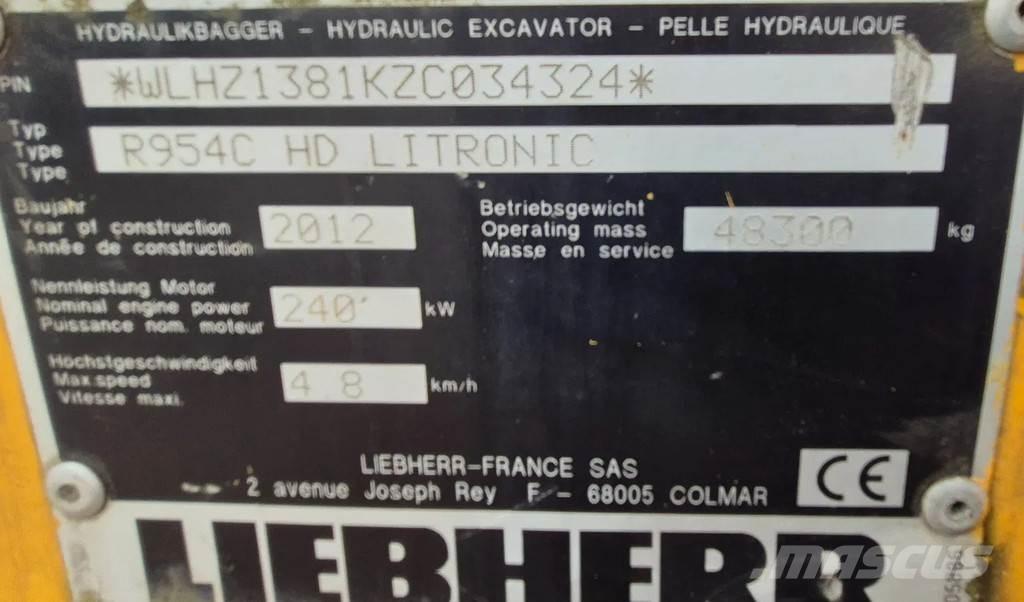 HYDRAULIKBAGGER - HYDRAULIC EXCAVATOR - PELLE HYDRAULIQUE
PIN *WLHZ1381KZC034324*
Typ
Type
Type
R954C HD LITRONIC
Baujahr
Year of construction
Année de construction
2012
Betriebsgewicht
Operating mass
Masse en service
48300 kg
Nennleistung Motor
Nominal engine power
Puissance nom. moteur
240 kW
Höchstgeschwindigkeit
Max.speed
Vitesse maxi.
4 8 km/h
LIEBHERR-FRANCE SAS
2 avenue Joseph Rey F - 68005 COLMAR
CE
LIEBHERR
MASCUS